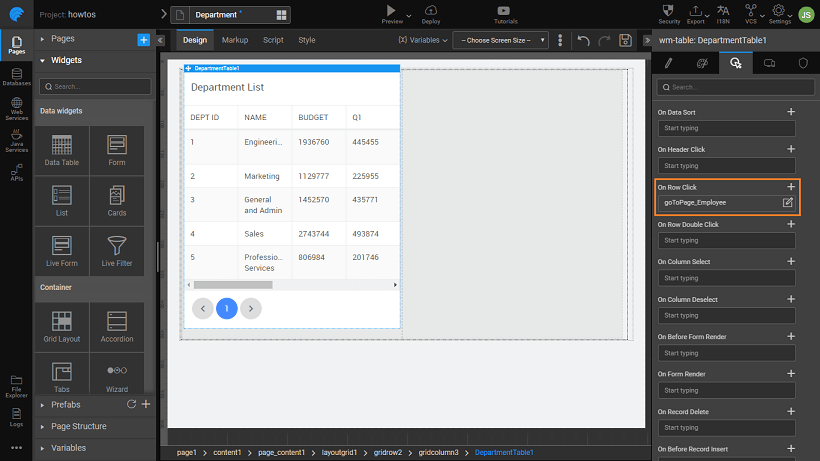 Project: howtos
Department *
Preview
Deploy
Tutorials
Security
Export
I18N
VCS
Settings
JS
Pages
Databases
Web
Services
Java
Services
APIs
File
Explorer
Logs
Pages
Widgets
Search...
Data widgets
Data Table
Form
List
Cards
Live Form
Live Filter
Container
Grid Layout
Accordion
Tabs
Wizard
Prefabs
Page Structure
Variables
Design
Markup
Script
Style
{X} Variables
-- Choose Screen Size --
DepartmentTable1
Department List
DEPT ID NAME BUDGET Q1
1 Engineeri... 1936760 445455
2 Marketing 1129777 225955
3 General and Admin 1452570 435771
4 Sales 2743744 493874
5 Professio... Services 806984 201746
1
page1 > content1 > page_content1 > layoutgrid1 > gridrow2 > gridcolumn3 > DepartmentTable1
wm-table: DepartmentTable1
Search...
On Data Sort
Start typing
On Header Click
Start typing
On Row Click
goToPage_Employee
On Row Double Click
Start typing
On Column Select
Start typing
On Column Deselect
Start typing
On Before Form Render
Start typing
On Form Render
Start typing
On Record Delete
Start typing
On Before Record Insert
Start typing